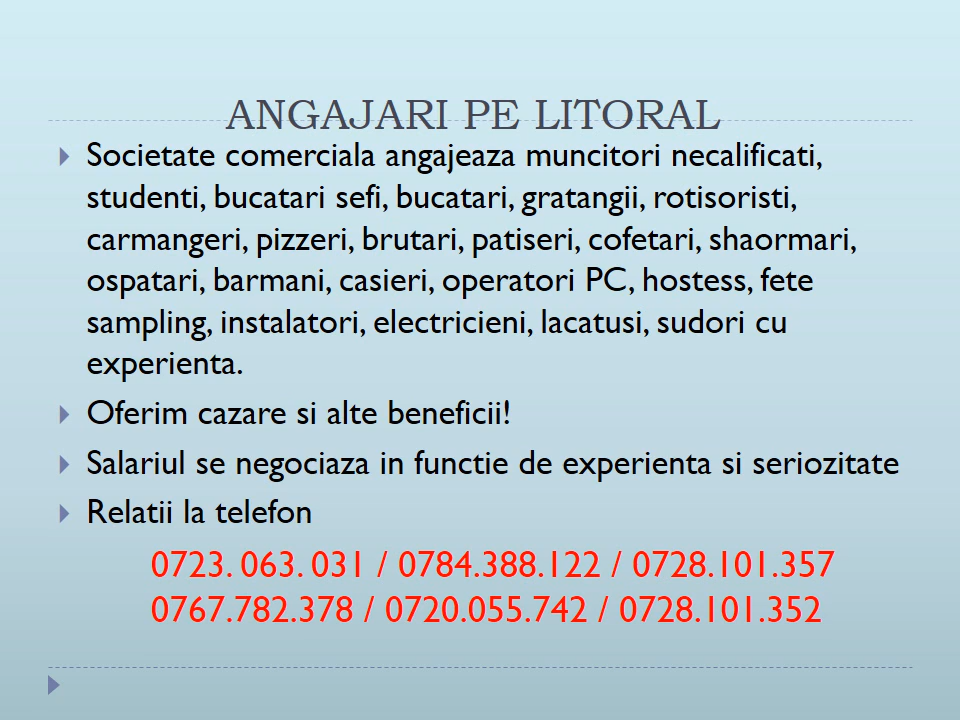 ANGAJARI PE LITORAL
Societate comerciala angajeaza muncitori necalificati,
studenti, bucatari sefi, bucatari, gratangii, rotisoristi,
carmangeri, pizzeri, brutari, patiseri, cofetari, shaormari,
ospatari, barmani, casieri, operatori PC, hostess, fete
sampling, instalatori, electricieni, lacatusi, sudori cu
experienta.
Oferim cazare si alte beneficii!
Salariul se negociaza in functie de experienta si seriozitate
Relatii la telefon
0723. 063. 031 / 0784.388.122 / 0728.101.357
0767.782.378 / 0720.055.742 / 0728.101.352